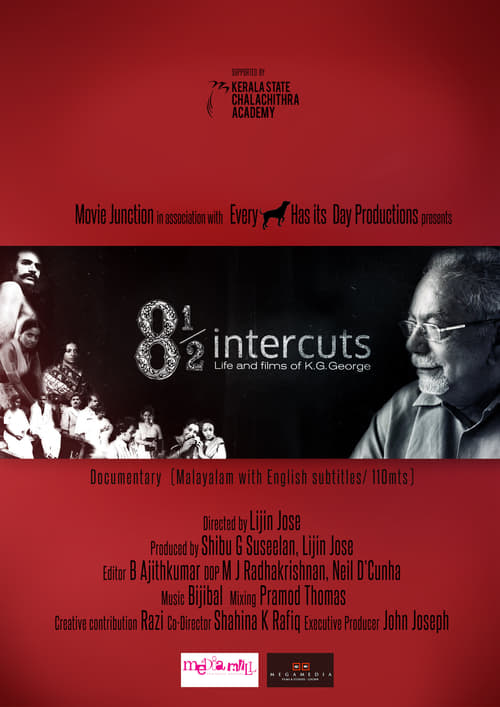 SUPPORTED BY
KERALA STATE
CHALACHITHRA
ACADEMY
Movie Junction in association with Every Has its Day Productions presents
8 1/2 intercuts
Life and films of K.G.George
Documentary (Malayalam with English subtitles/ 110mts)
Directed by Lijin Jose
Produced by Shibu G Suseelan, Lijin Jose
Editor B Ajithkumar DOP M J Radhakrishnan, Neil D'Cunha
Music Bijibal Mixing Pramod Thomas
Creative contribution Razi Co-Director Shahina K Rafiq Executive Producer John Joseph
MEGAMEDIA